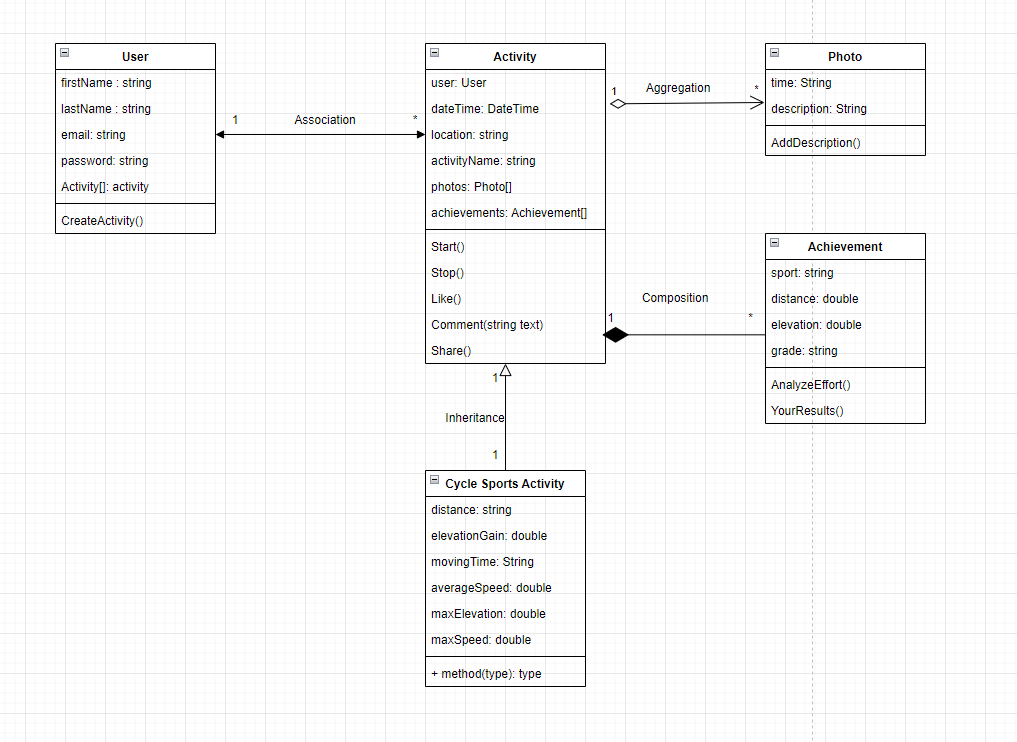 User
firstName : string
lastName : string
email: string
password: string
Activity[]: activity
CreateActivity()
1
Association
*
Activity
user: User
dateTime: DateTime
location: string
activityName: string
photos: Photo[]
achievements: Achievement[]
Start()
Stop()
Like()
Comment(string text)
Share()
1
Aggregation
*
Photo
time: String
description: String
AddDescription()
1
Composition
*
Achievement
sport: string
distance: double
elevation: double
grade: string
AnalyzeEffort()
YourResults()
1
Inheritance
1
Cycle Sports Activity
distance: string
elevationGain: double
movingTime: String
averageSpeed: double
maxElevation: double
maxSpeed: double
+ method(type): type